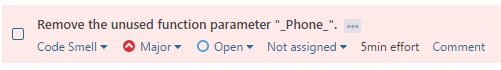 Remove the unused function parameter "_Phone_". ...
Code Smell Major Open Not assigned 5min effort Comment